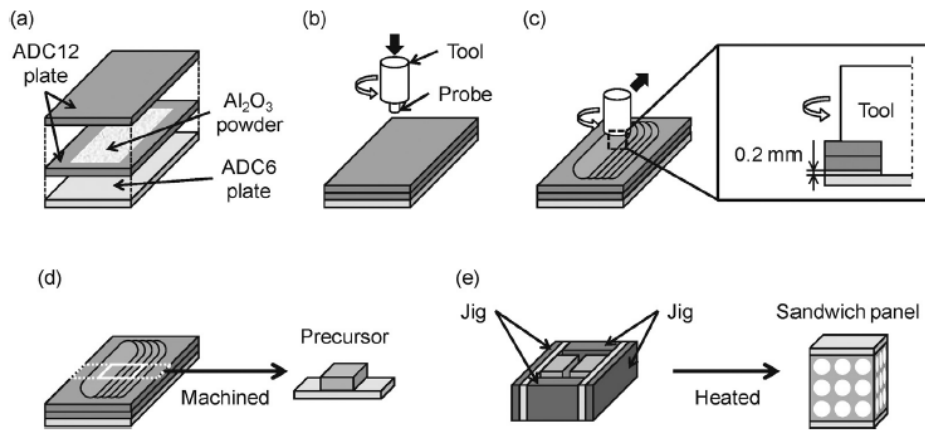 (a)
ADC12
plate
Al₂O₃
powder
ADC6
plate
(b)
Tool
Probe
(c)
0.2 mm
Tool
(d)
Precursor
Machined
(e)
Jig
Jig
Heated
Sandwich panel